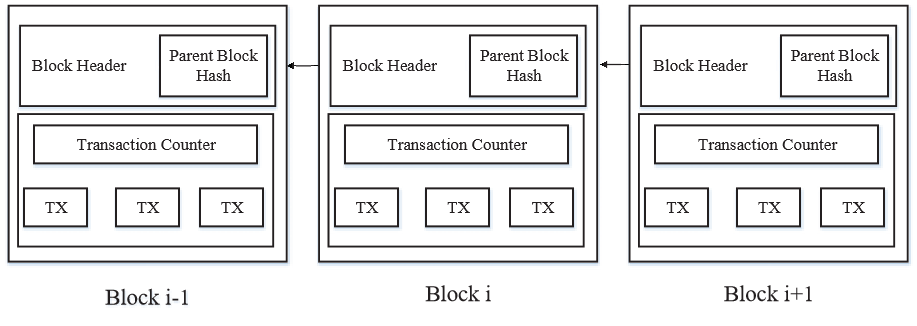 Block Header
Parent Block
Hash
Transaction Counter
TX TX TX
Block i-1
Block Header
Parent Block
Hash
Transaction Counter
TX TX TX
Block i
Block Header
Parent Block
Hash
Transaction Counter
TX TX TX
Block i+1